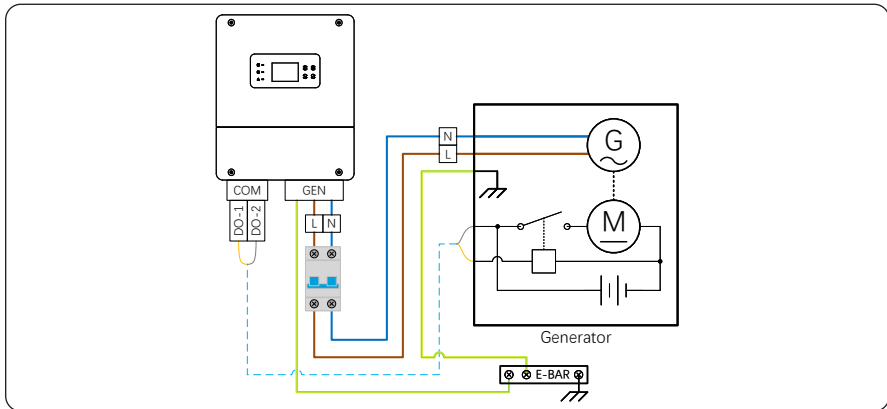 COM GEN
DO-1
DO-2
L N
N
L
G
M
Generator
E-BAR